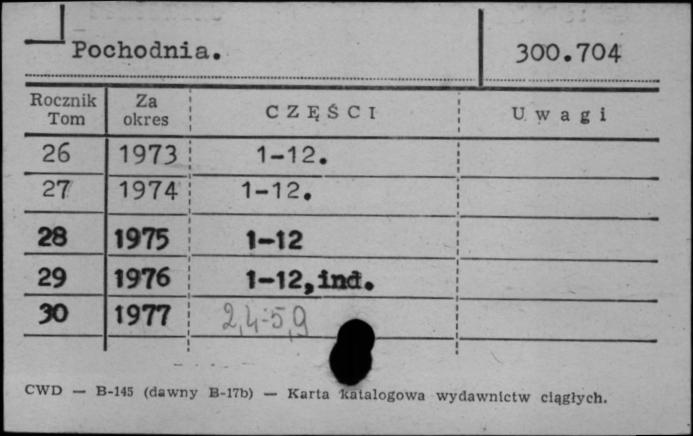 Pochodnia. 300.704
Rocznik Tom Za okres CZĘŚCI Uwagi
26 1973 1-12.
27 1974 1-12.
28 1975 1-12
29 1976 1-12,ind.
30 1977 2,4-5,9
CWD — B-145 (dawny B-17b) — Karta katalogowa wydawnictw ciągłych.